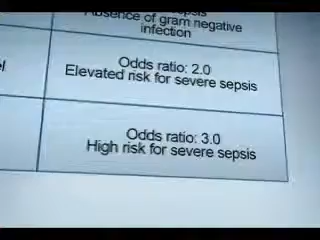 Absence of gram negative
infection
Odds ratio: 2.0
Elevated risk for severe sepsis
Odds ratio: 3.0
High risk for severe sepsis